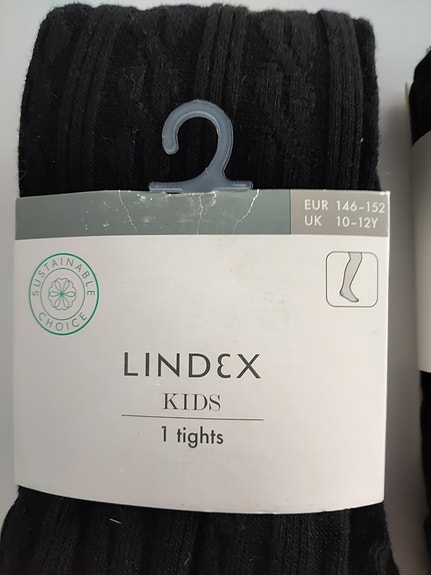 EUR 146-152
UK 10-12Y
SUSTAINABLE
CHOICE
LINDEX
KIDS
1 tights